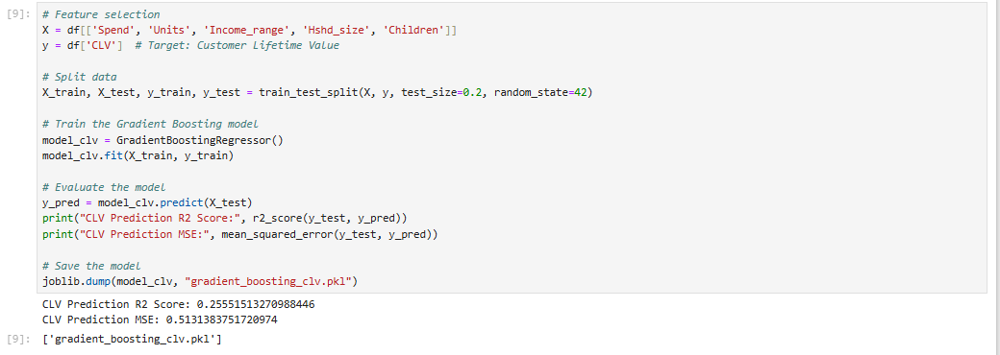 [9]: # Feature selection
X = df[['Spend', 'Units', 'Income_range', 'Hshd_size', 'Children']]
y = df['CLV']  # Target: Customer Lifetime Value

# Split data
X_train, X_test, y_train, y_test = train_test_split(X, y, test_size=0.2, random_state=42)

# Train the Gradient Boosting model
model_clv = GradientBoostingRegressor()
model_clv.fit(X_train, y_train)

# Evaluate the model
y_pred = model_clv.predict(X_test)
print("CLV Prediction R2 Score:", r2_score(y_test, y_pred))
print("CLV Prediction MSE:", mean_squared_error(y_test, y_pred))

# Save the model
joblib.dump(model_clv, "gradient_boosting_clv.pkl")
CLV Prediction R2 Score: 0.25551513270988446
CLV Prediction MSE: 0.5131383751720974
[9]: ['gradient_boosting_clv.pkl']